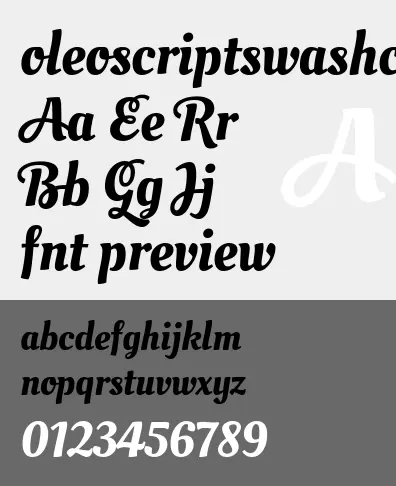 oleoscriptswashc
Aa Ee Rr
A
Bb Gg Jj
fnt preview
abcdefghijklm
nopqrstuvwxyz
0123456789